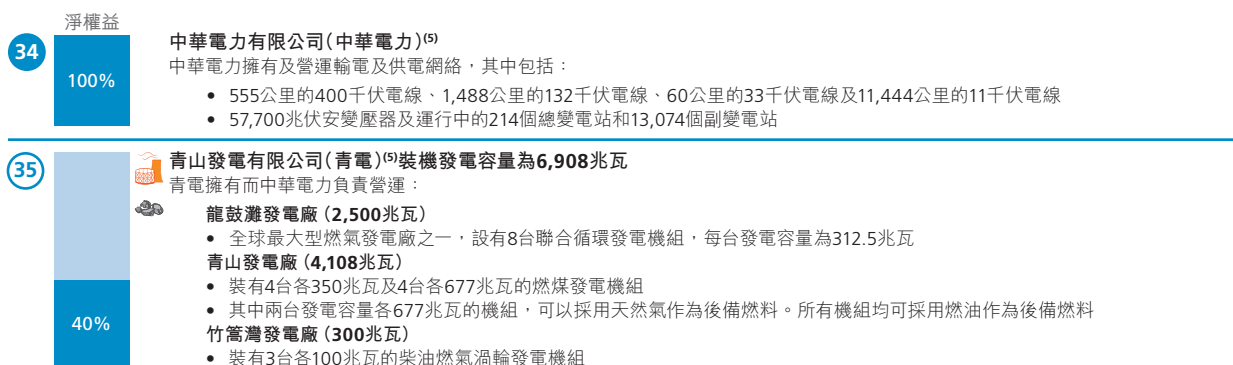 淨權益
34
100%
中華電力有限公司(中華電力)⁽⁵⁾
中華電力擁有及營運輸電及供電網絡，其中包括：
• 555公里的400千伏電線、1,488公里的132千伏電線、60公里的33千伏電線及11,444公里的11千伏電線
• 57,700兆伏安變壓器及運行中的214個總變電站和13,074個副變電站
35
40%
青山發電有限公司(青電)⁽⁵⁾裝機發電容量為6,908兆瓦
青電擁有而中華電力負責營運：
龍鼓灘發電廠 (2,500兆瓦)
• 全球最大型燃氣發電廠之一，設有8台聯合循環發電機組，每台發電容量為312.5兆瓦
青山發電廠 (4,108兆瓦)
• 裝有4台各350兆瓦及4台各677兆瓦的燃煤發電機組
• 其中兩台發電容量各677兆瓦的機組，可以採用天然氣作為後備燃料。所有機組均可採用燃油作為後備燃料
竹篙灣發電廠 (300兆瓦)
• 裝有3台各100兆瓦的柴油燃氣渦輪發電機組